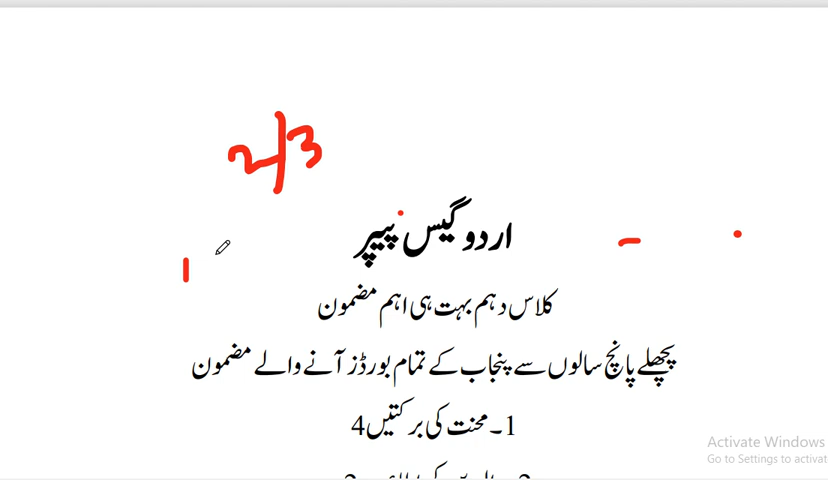 2/3
اردو گیس پیپر
کلاس دہم بہت ہی اہم مضمون
پچھلے پانچ سالوں سے پنجاب کے تمام بورڈز آنے والے مضمون
1۔ محنت کی برکتیں 4
Activate Windows
Go to Settings to activat